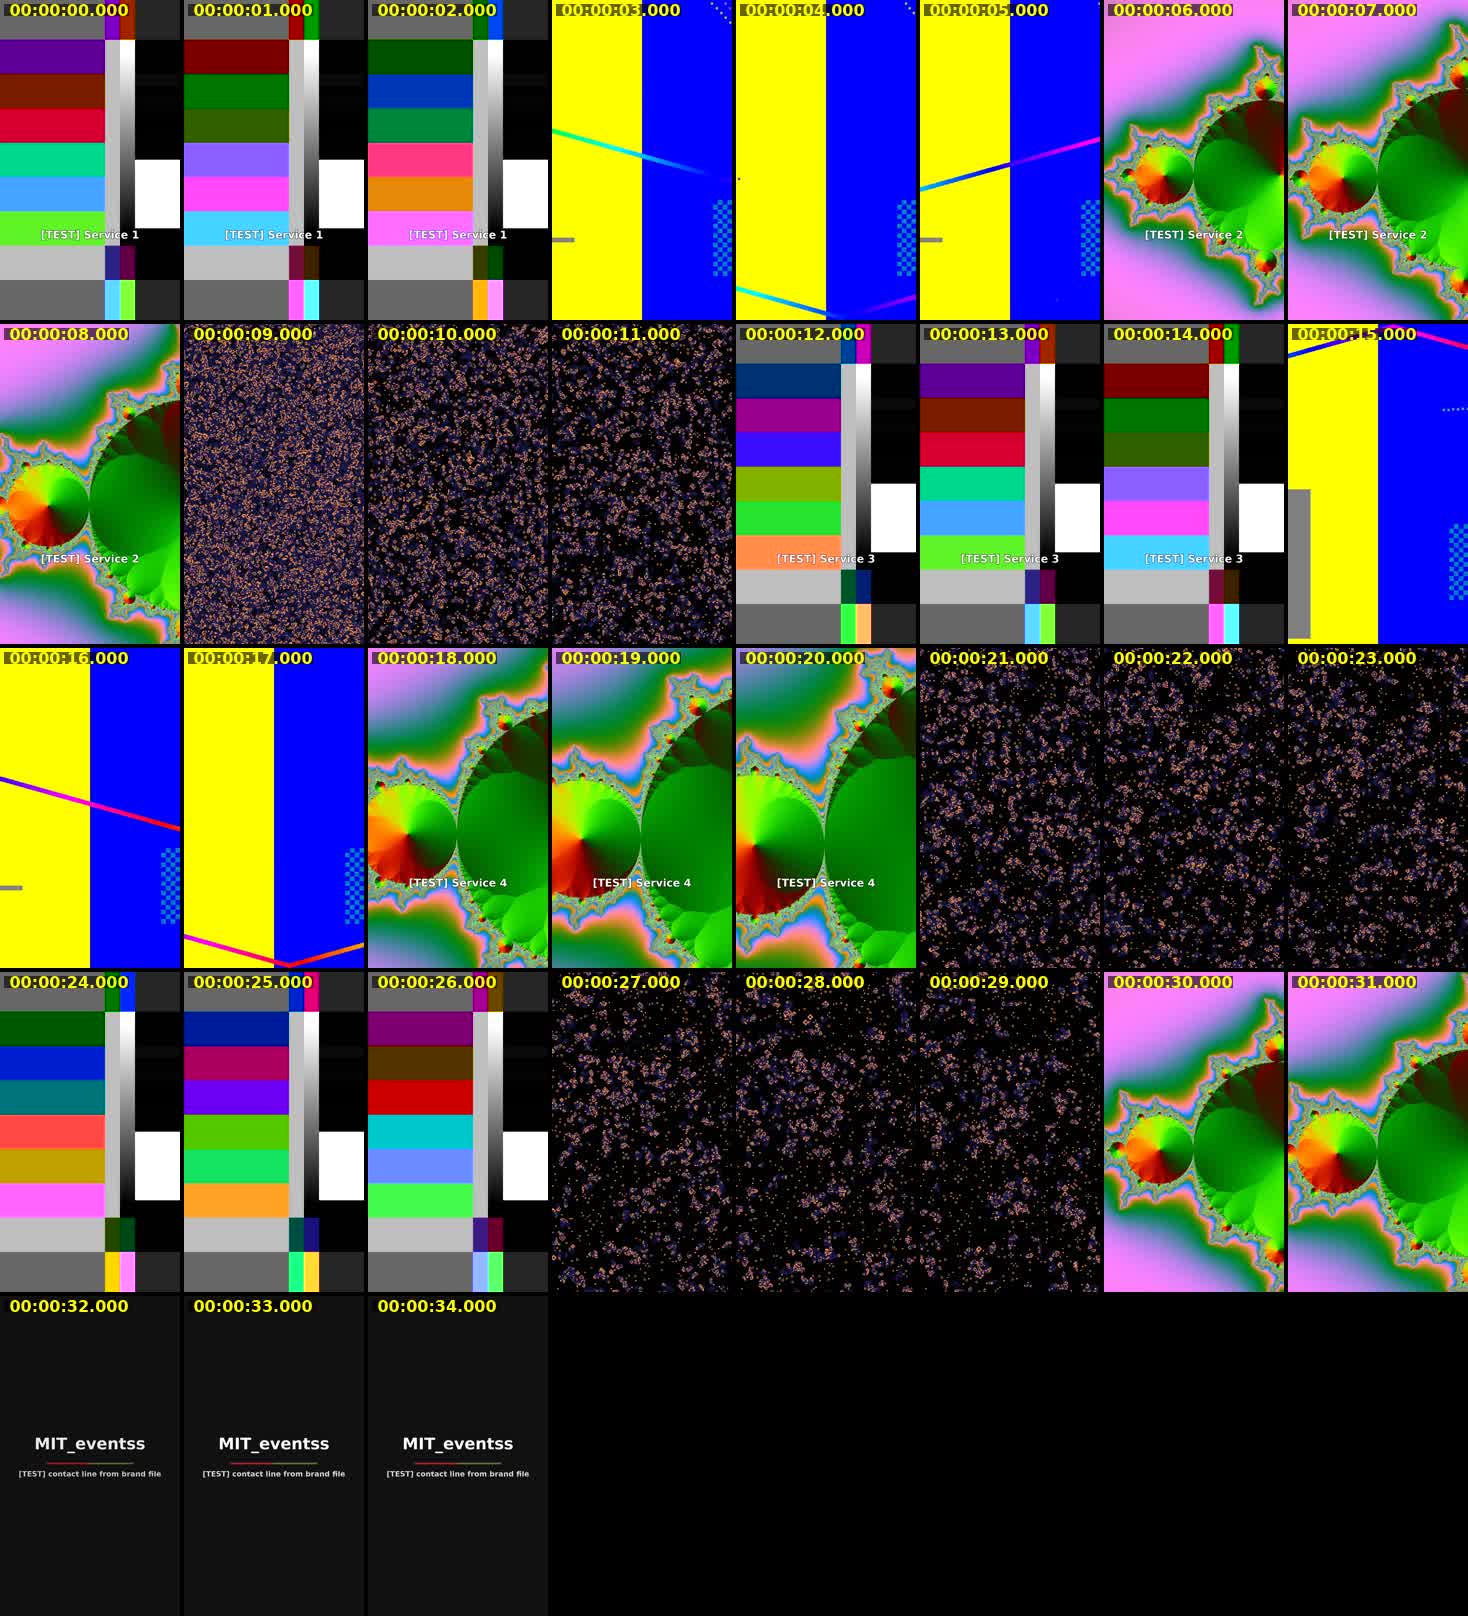 00:00:00.000
00:00:01.000
00:00:02.000
00:00:03.000
00:00:04.000
00:00:05.000
00:00:06.000
00:00:07.000
[TEST] Service 1
[TEST] Service 1
[TEST] Service 1
[TEST] Service 2
[TEST] Service 2
00:00:08.000
00:00:09.000
00:00:10.000
00:00:11.000
00:00:12.000
00:00:13.000
00:00:14.000
00:00:15.000
[TEST] Service 2
[TEST] Service 3
[TEST] Service 3
[TEST] Service 3
00:00:16.000
00:00:17.000
00:00:18.000
00:00:19.000
00:00:20.000
00:00:21.000
00:00:22.000
00:00:23.000
[TEST] Service 4
[TEST] Service 4
[TEST] Service 4
00:00:24.000
00:00:25.000
00:00:26.000
00:00:27.000
00:00:28.000
00:00:29.000
00:00:30.000
00:00:31.000
00:00:32.000
00:00:33.000
00:00:34.000
MIT_eventss
MIT_eventss
MIT_eventss
[TEST] contact line from brand file
[TEST] contact line from brand file
[TEST] contact line from brand file